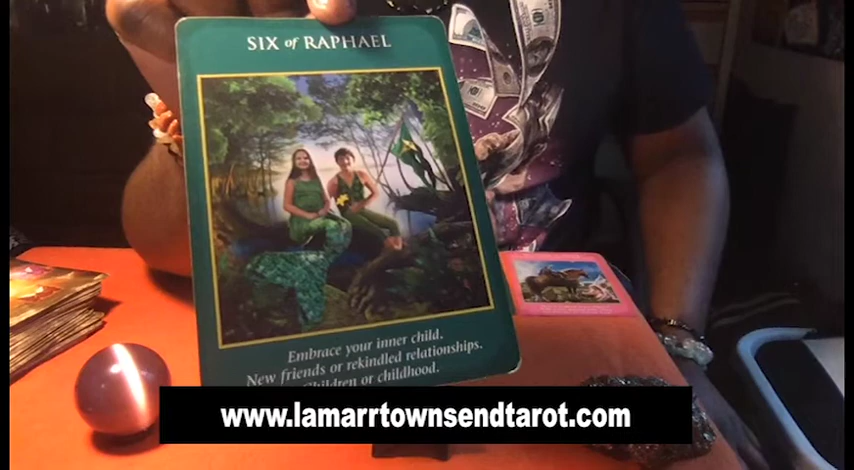 SIX of RAPHAEL
Embrace your inner child.
New friends or rekindled relationships.
Children or childhood.
www.lamarrtownsendtarot.com